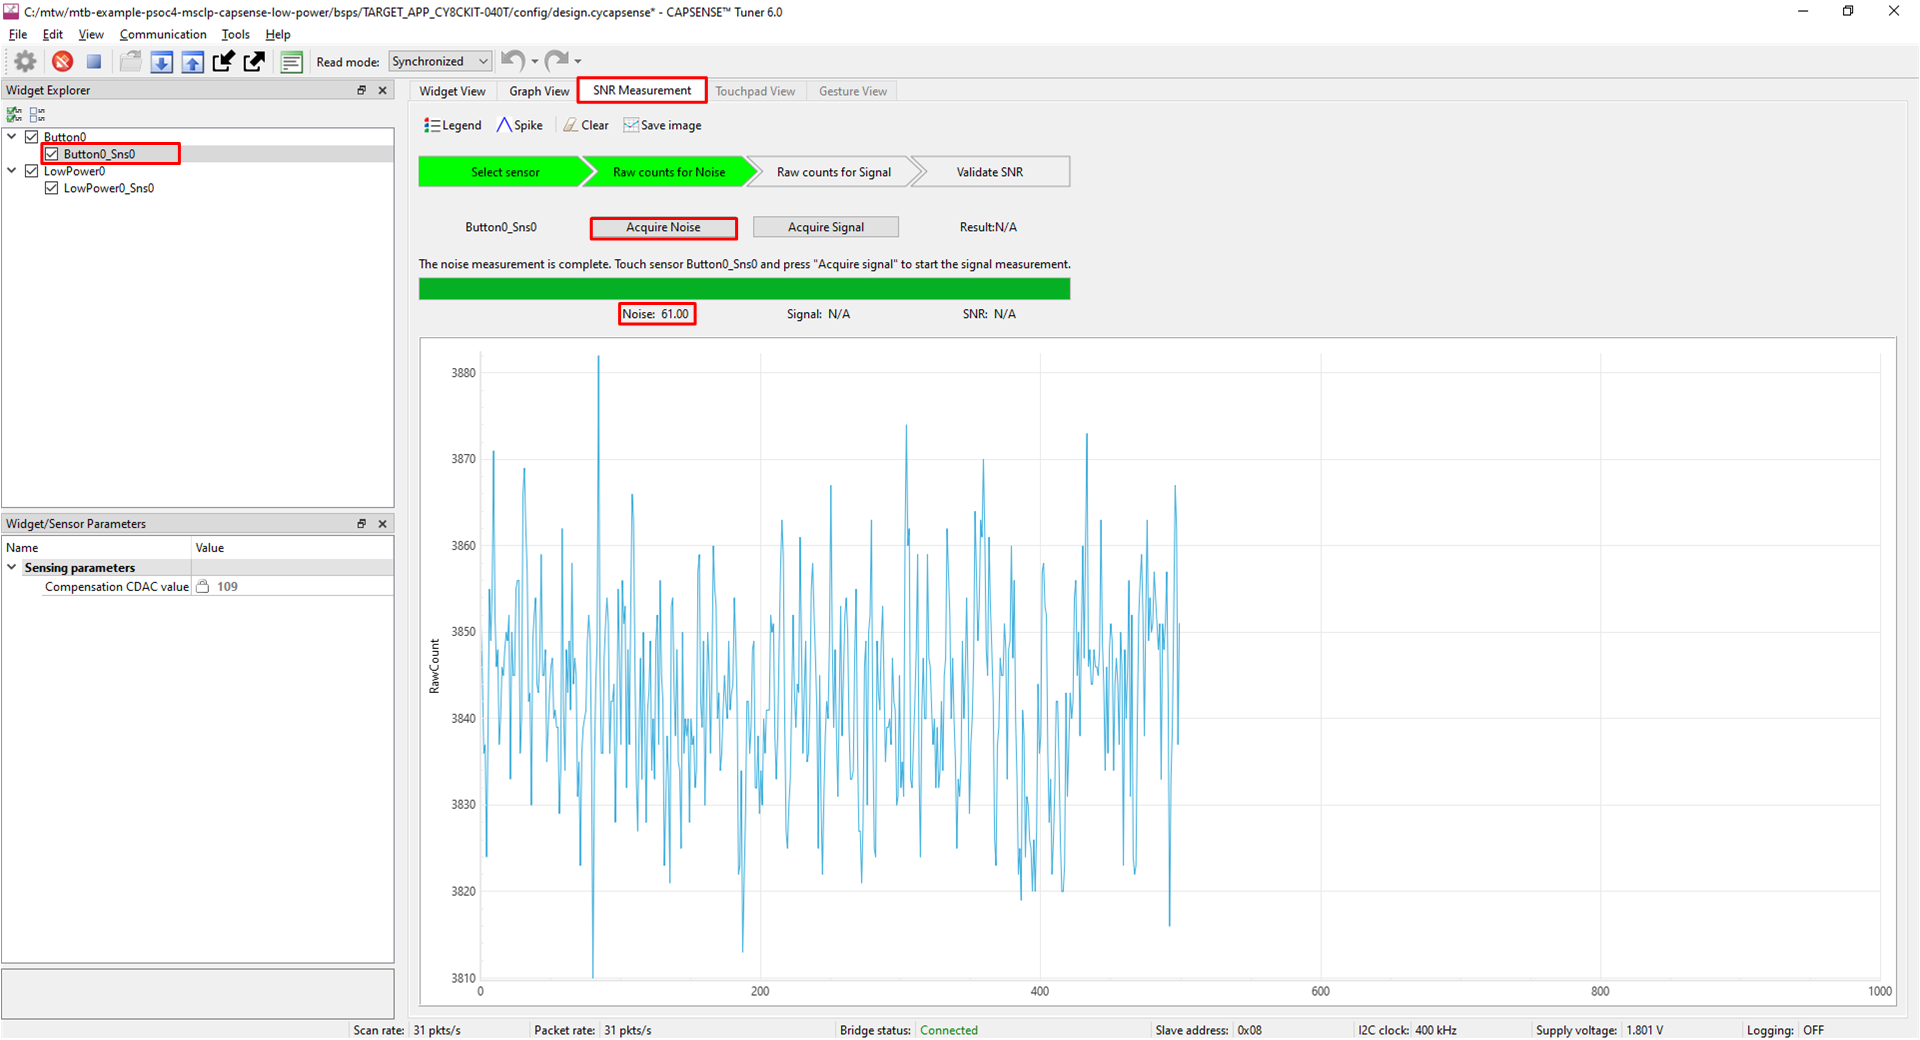 C:/mtw/mtb-example-psoc4-msclp-capsense-low-power/bsps/TARGET_APP_CY8CKIT-040T/config/design.cycapsense* - CAPSENSE™ Tuner 6.0
File Edit View Communication Tools Help
Read mode: Synchronized
Widget Explorer
Button0
Button0_Sns0
LowPower0
LowPower0_Sns0
Widget/Sensor Parameters
Name Value
Sensing parameters
Compensation CDAC value 109
Widget View Graph View SNR Measurement Touchpad View Gesture View
Legend Spike Clear Save image
Select sensor Raw counts for Noise Raw counts for Signal Validate SNR
Button0_Sns0 Acquire Noise Acquire Signal Result:N/A
The noise measurement is complete. Touch sensor Button0_Sns0 and press "Acquire signal" to start the signal measurement.
Noise: 61.00 Signal: N/A SNR: N/A
RawCount
3880
3870
3860
3850
3840
3830
3820
3810
0 200 400 600 800 1000
Scan rate: 31 pkts/s Packet rate: 31 pkts/s Bridge status: Connected Slave address: 0x08 I2C clock: 400 kHz Supply voltage: 1.801 V Logging: OFF